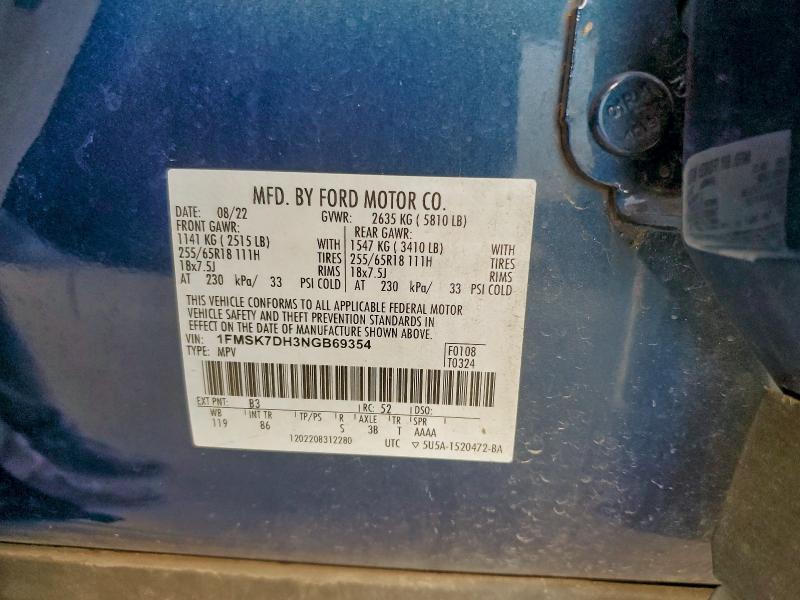 MFD. BY FORD MOTOR CO.
DATE: 08/22 GVWR: 2635 KG ( 5810 LB)
FRONT GAWR: REAR GAWR:
1141 KG ( 2515 LB) WITH 1547 KG ( 3410 LB) WITH
255/65R18 111H TIRES 255/65R18 111H TIRES
18x7.5J RIMS 18x7.5J RIMS
AT 230 kPa/ 33 PSI COLD AT 230 kPa/ 33 PSI COLD
THIS VEHICLE CONFORMS TO ALL APPLICABLE FEDERAL MOTOR
VEHICLE SAFETY AND THEFT PREVENTION STANDARDS IN
EFFECT ON THE DATE OF MANUFACTURE SHOWN ABOVE.
VIN: 1FMSK7DH3NGB69354 F0108
TYPE: MPV T0324
EXT PNT: B3 RC: 52 DSO:
WB INT TR TP/PS R AXLE TR SPR
119 86 S 3B T AAAA
1202208312280 UTC ▽ 5U5A-1520472-BA